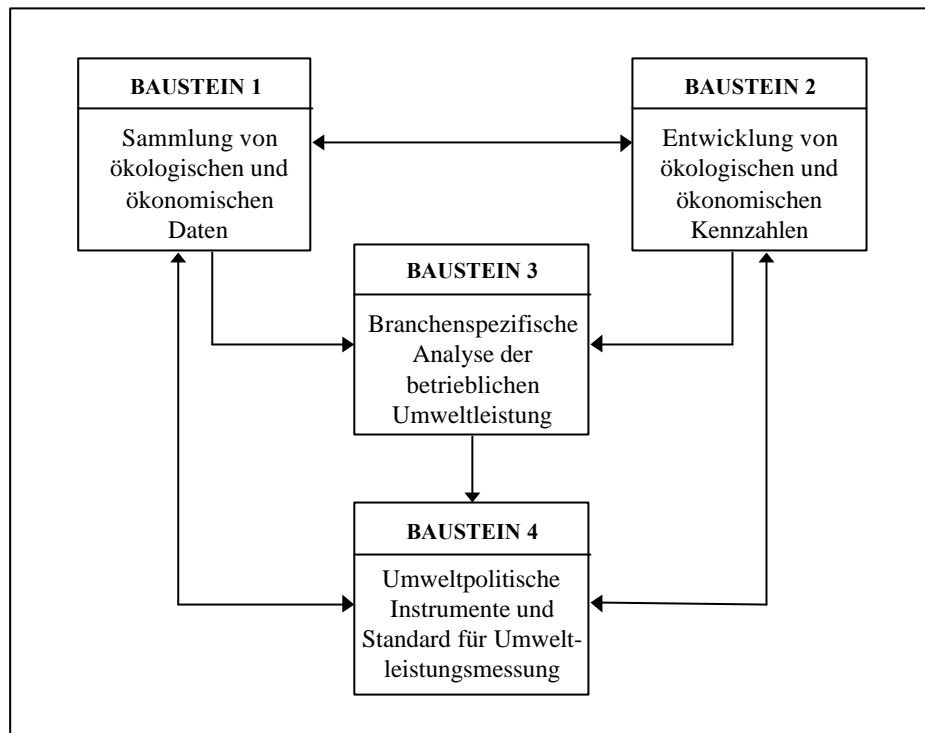 BAUSTEIN 1
Sammlung von
ökologischen und
ökonomischen
Daten
BAUSTEIN 2
Entwicklung von
ökologischen und
ökonomischen
Kennzahlen
BAUSTEIN 3
Branchenspezifische
Analyse der
betrieblichen
Umweltleistung
BAUSTEIN 4
Umweltpolitische
Instrumente und
Standard für Umwelt-
leistungsmessung